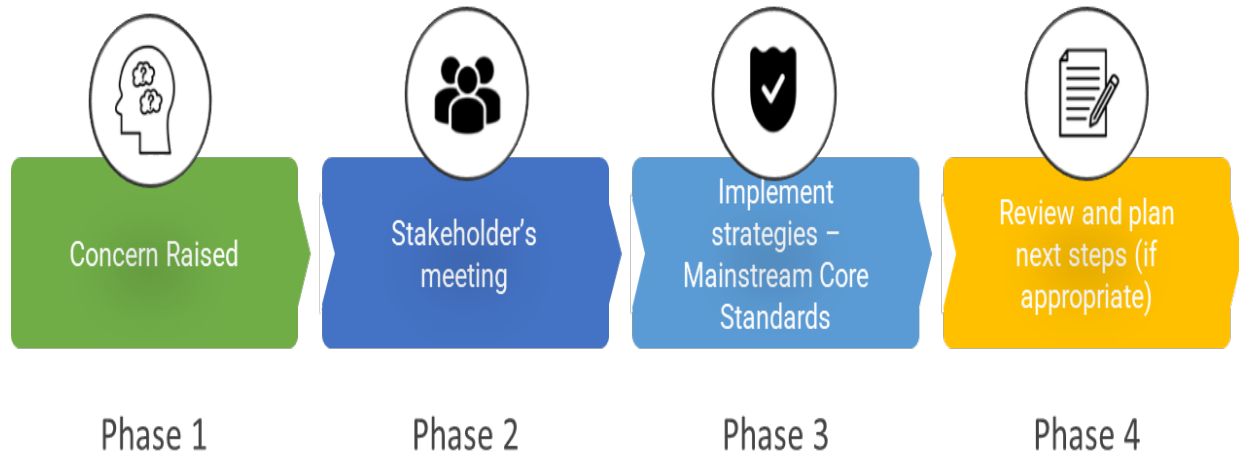 Concern Raised
Stakeholder’s
meeting
Implement
strategies –
Mainstream Core
Standards
Review and plan
next steps (if
appropriate)
Phase 1
Phase 2
Phase 3
Phase 4